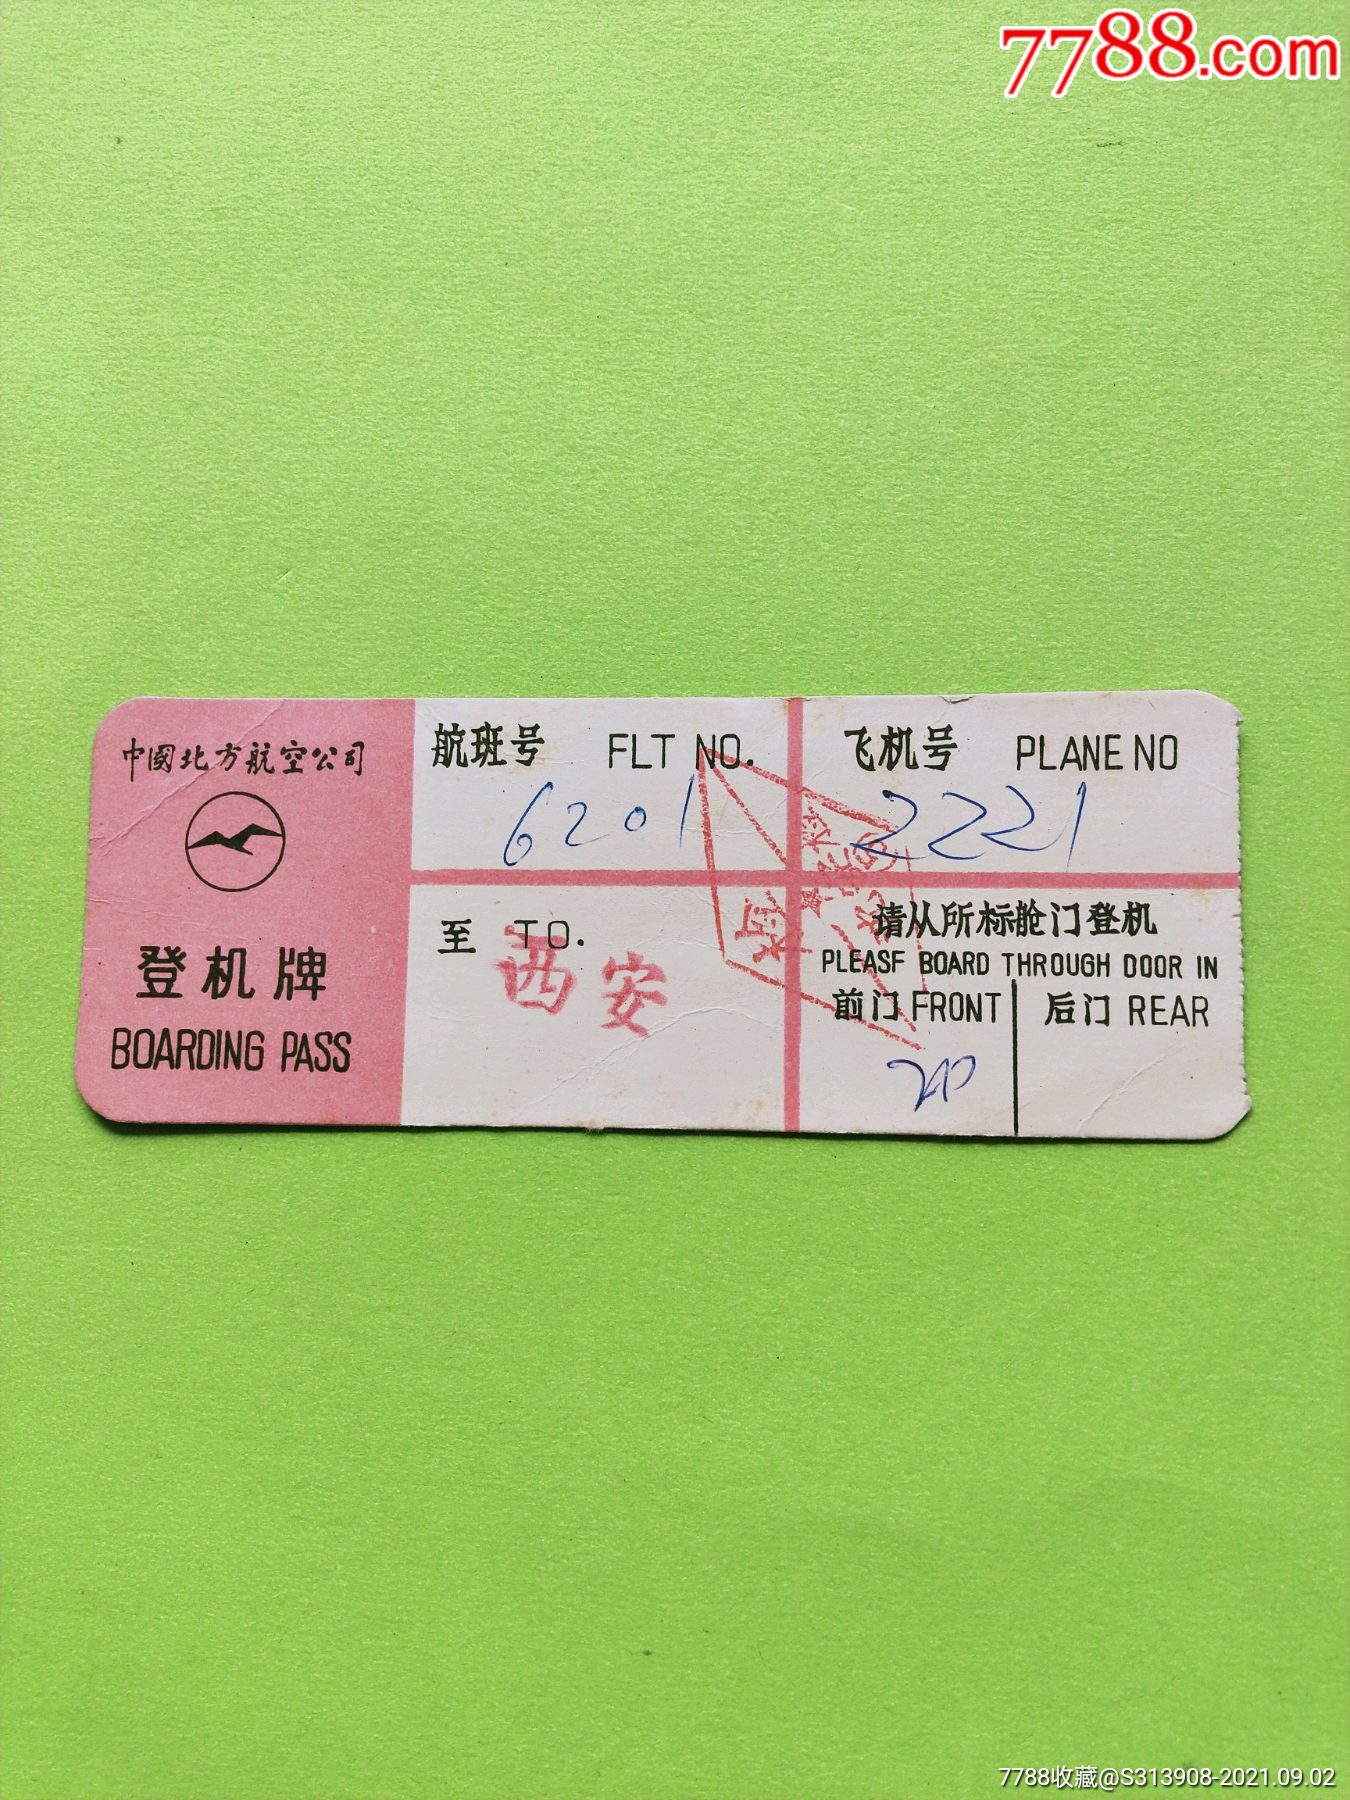 7788.com
中國北方航空公司
登机牌
BOARDING PASS
航班号 FLT NO.
6201
飞机号 PLANE NO
2221
至 TO.
西安
请从所标舱门登机
PLEASF BOARD THROUGH DOOR IN
前门 FRONT 后门 REAR
7788收藏@S313908-2021.09.02